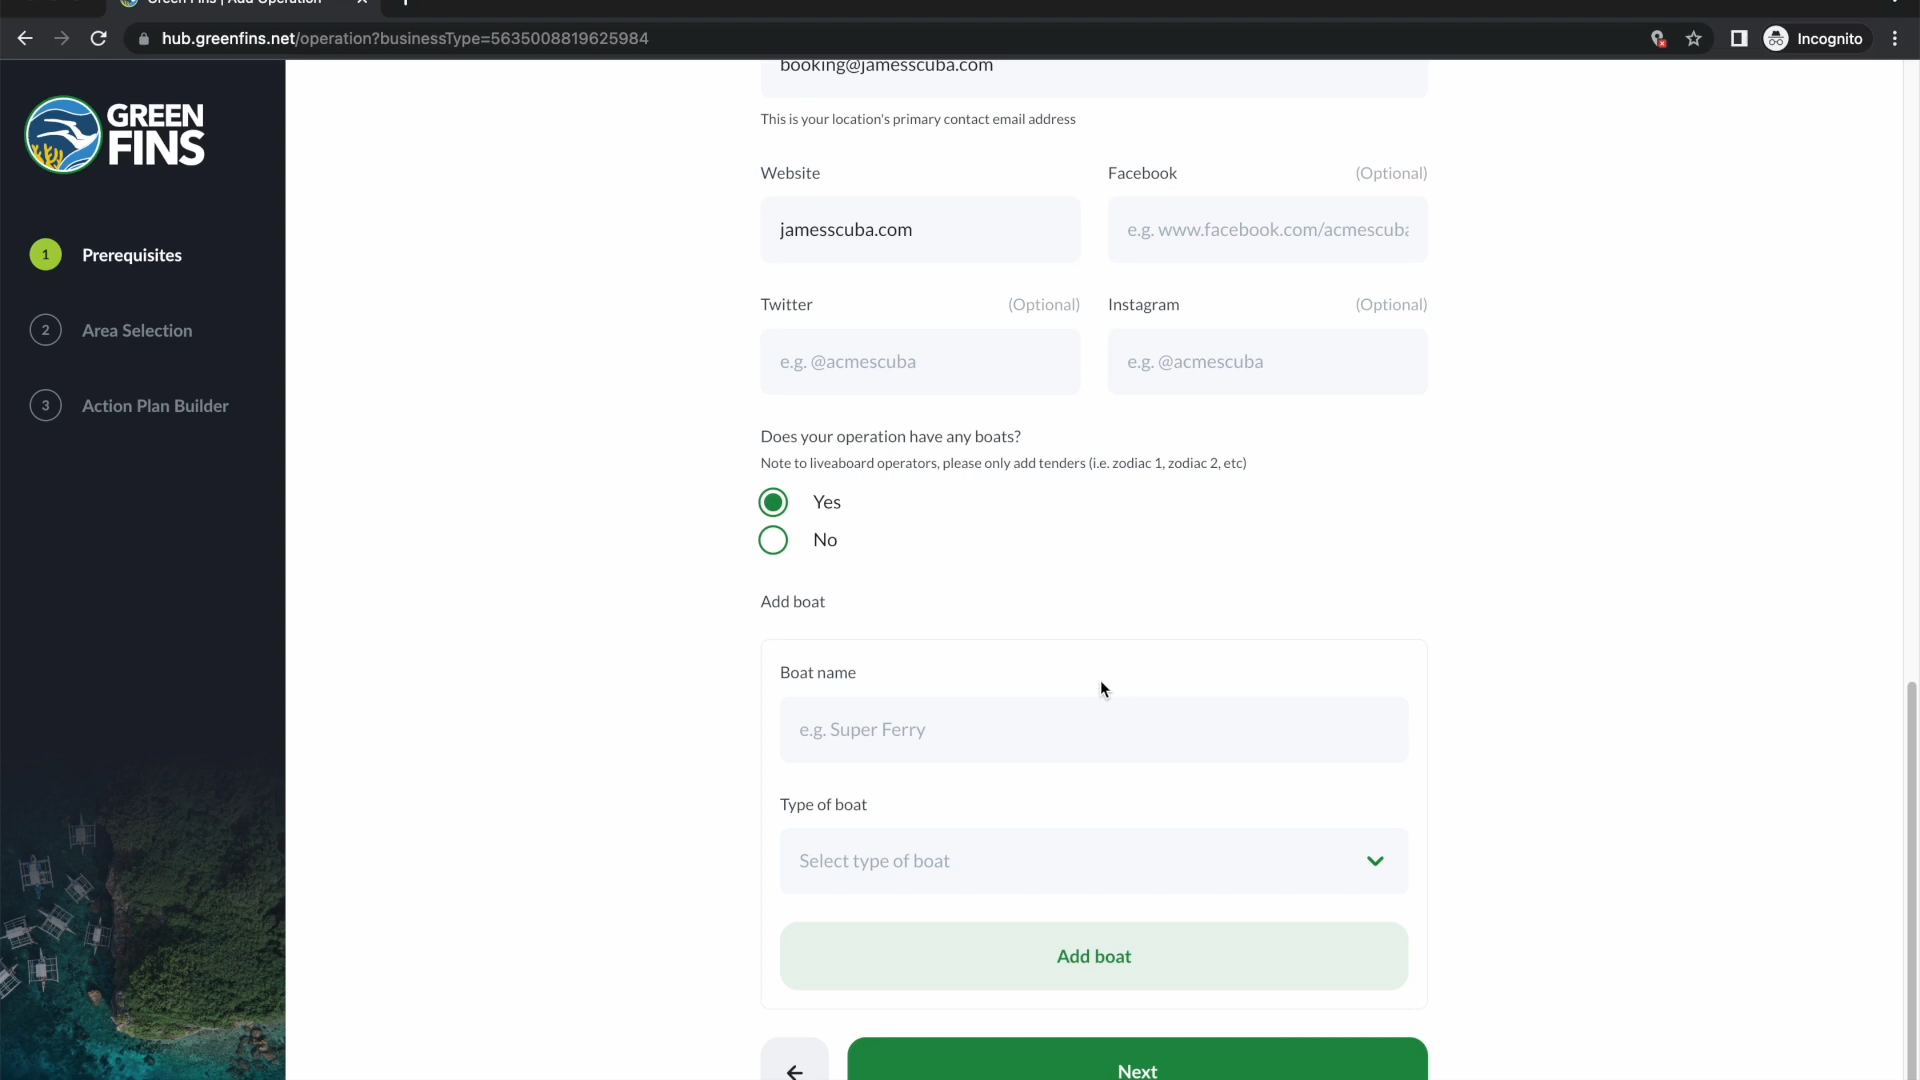 Green Fins | Add Operation
hub.greenfins.net/operation?businessType=5635008819625984
Incognito
GREEN
FINS
1 Prerequisites
2 Area Selection
3 Action Plan Builder
booking@jamesscuba.com
This is your location's primary contact email address
Website Facebook (Optional)
jamesscuba.com e.g. www.facebook.com/acmescuba
Twitter (Optional) Instagram (Optional)
e.g. @acmescuba e.g. @acmescuba
Does your operation have any boats?
Note to liveaboard operators, please only add tenders (i.e. zodiac 1, zodiac 2, etc)
Yes
No
Add boat
Boat name
e.g. Super Ferry
Type of boat
Select type of boat
Add boat
Next